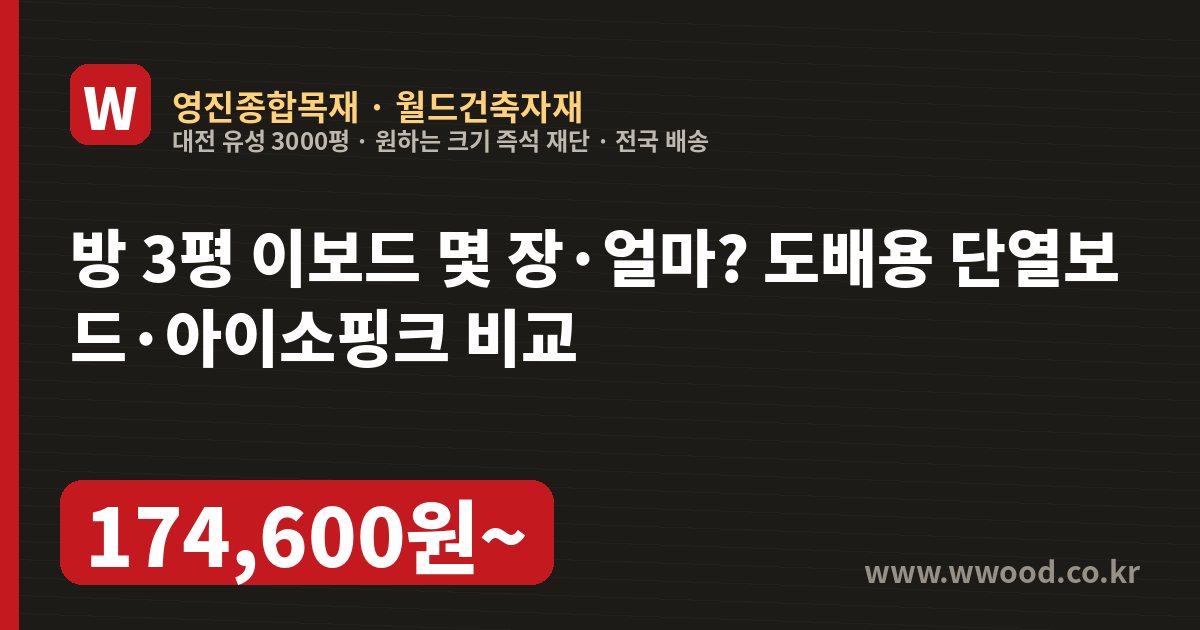 W
영진종합목재 · 월드건축자재
대전 유성 3000평 · 원하는 크기 즉석 재단 · 전국 배송
방 3평 이보드 몇 장·얼마? 도배용 단열보
드·아이소핑크 비교
174,600원~
www.wwood.co.kr